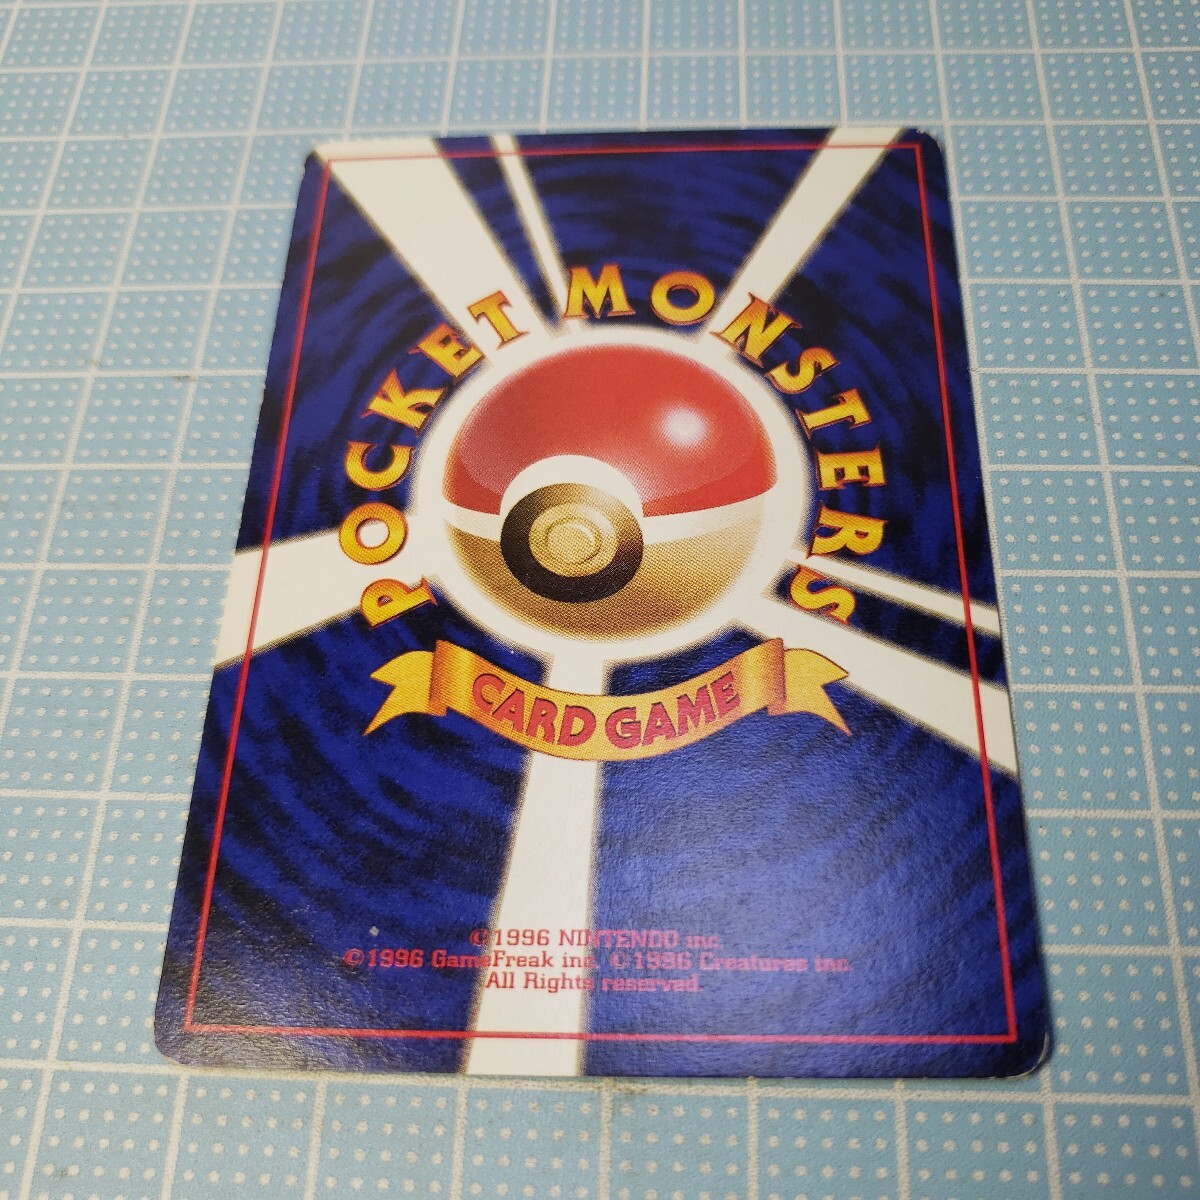 POCKET MONSTERS
CARD GAME
©1996 NINTENDO inc.
©1996 GameFreak inc. ©1996 Creatures inc.
All Rights reserved.